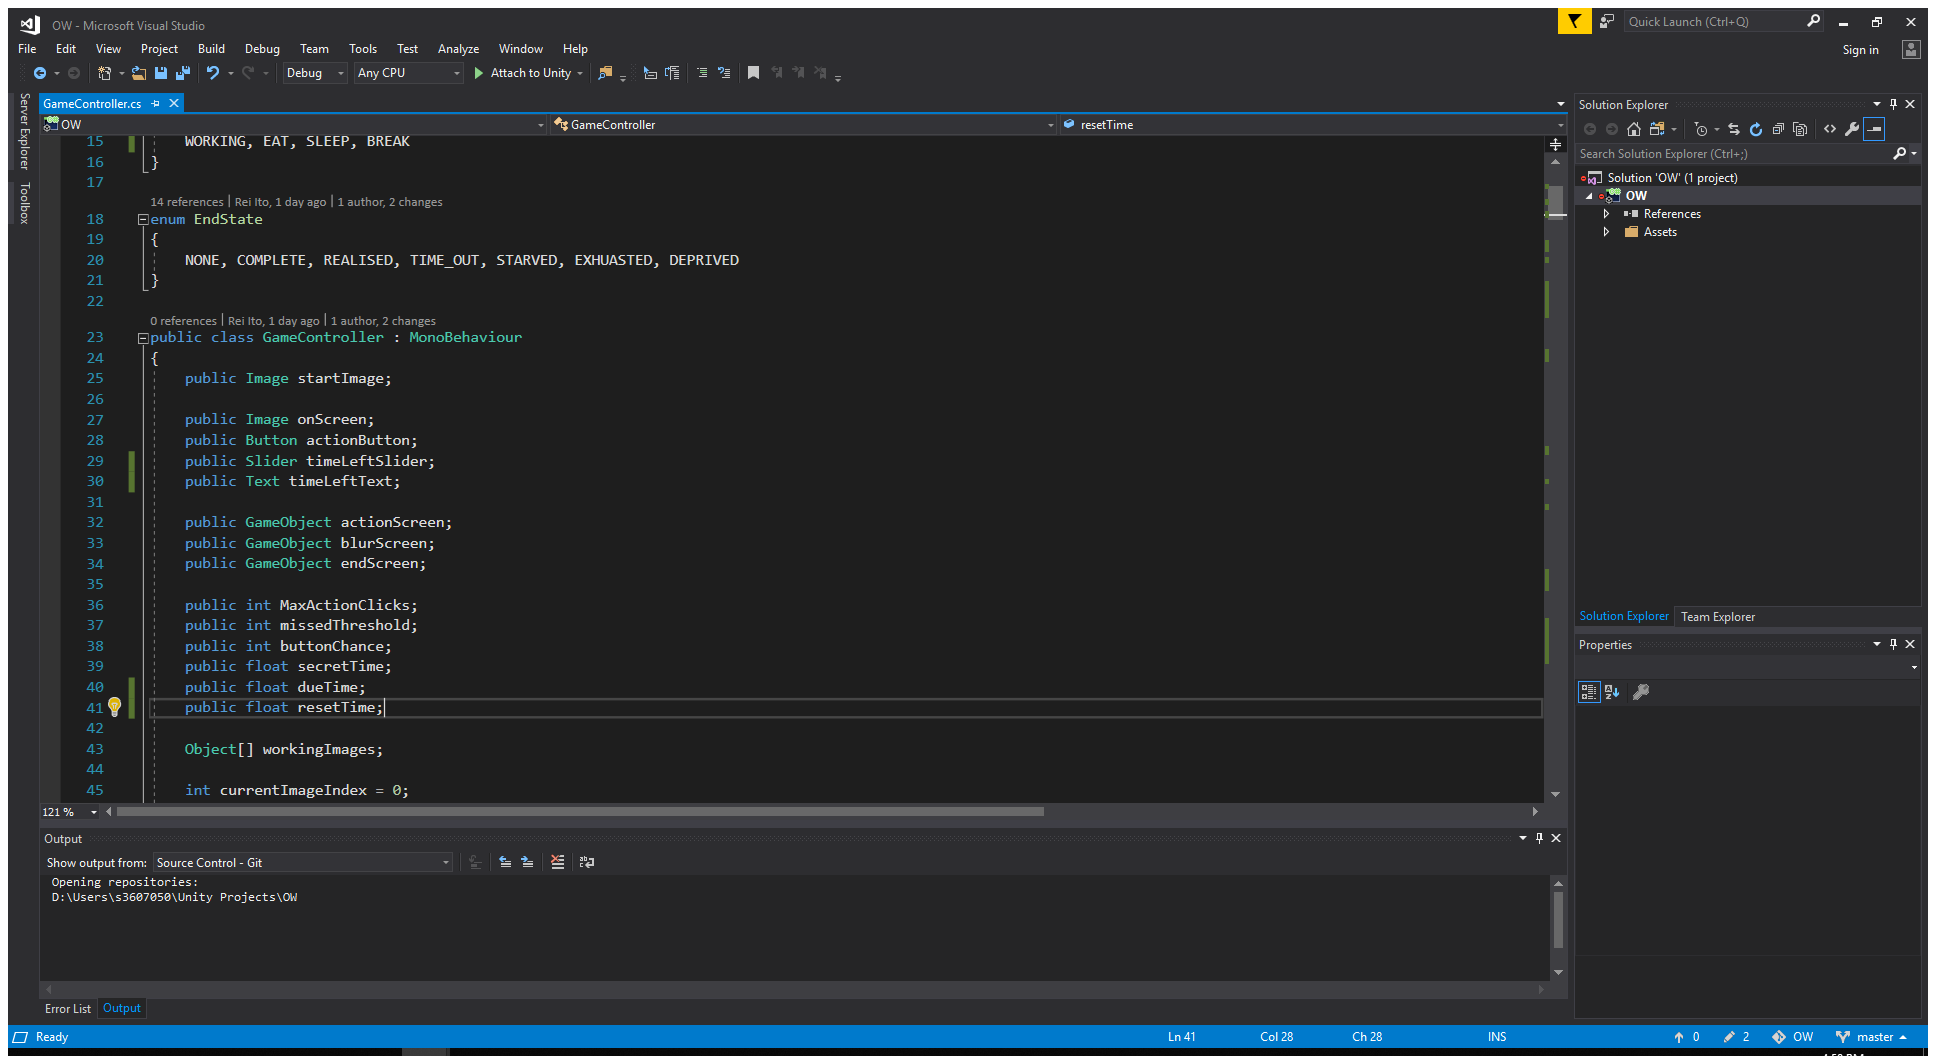 OW - Microsoft Visual Studio
Quick Launch (Ctrl+Q)
File Edit View Project Build Debug Team Tools Test Analyze Window Help
Sign in
Debug Any CPU Attach to Unity
Server Explorer
Toolbox
GameController.cs
OW GameController resetTime
15 WORKING, EAT, SLEEP, BREAK
16 }
17
14 references | Rei Ito, 1 day ago | 1 author, 2 changes
18 enum EndState
19 {
20 NONE, COMPLETE, REALISED, TIME_OUT, STARVED, EXHUASTED, DEPRIVED
21 }
22
0 references | Rei Ito, 1 day ago | 1 author, 2 changes
23 public class GameController : MonoBehaviour
24 {
25 public Image startImage;
26
27 public Image onScreen;
28 public Button actionButton;
29 public Slider timeLeftSlider;
30 public Text timeLeftText;
31
32 public GameObject actionScreen;
33 public GameObject blurScreen;
34 public GameObject endScreen;
35
36 public int MaxActionClicks;
37 public int missedThreshold;
38 public int buttonChance;
39 public float secretTime;
40 public float dueTime;
41 public float resetTime;
42
43 Object[] workingImages;
44
45 int currentImageIndex = 0;
121 %
Output
Show output from: Source Control - Git
Opening repositories:
D:\Users\s3607050\Unity Projects\OW
Error List Output
Solution Explorer
Search Solution Explorer (Ctrl+;)
Solution 'OW' (1 project)
OW
References
Assets
Solution Explorer Team Explorer
Properties
Ready Ln 41 Col 28 Ch 28 INS 0 2 OW master